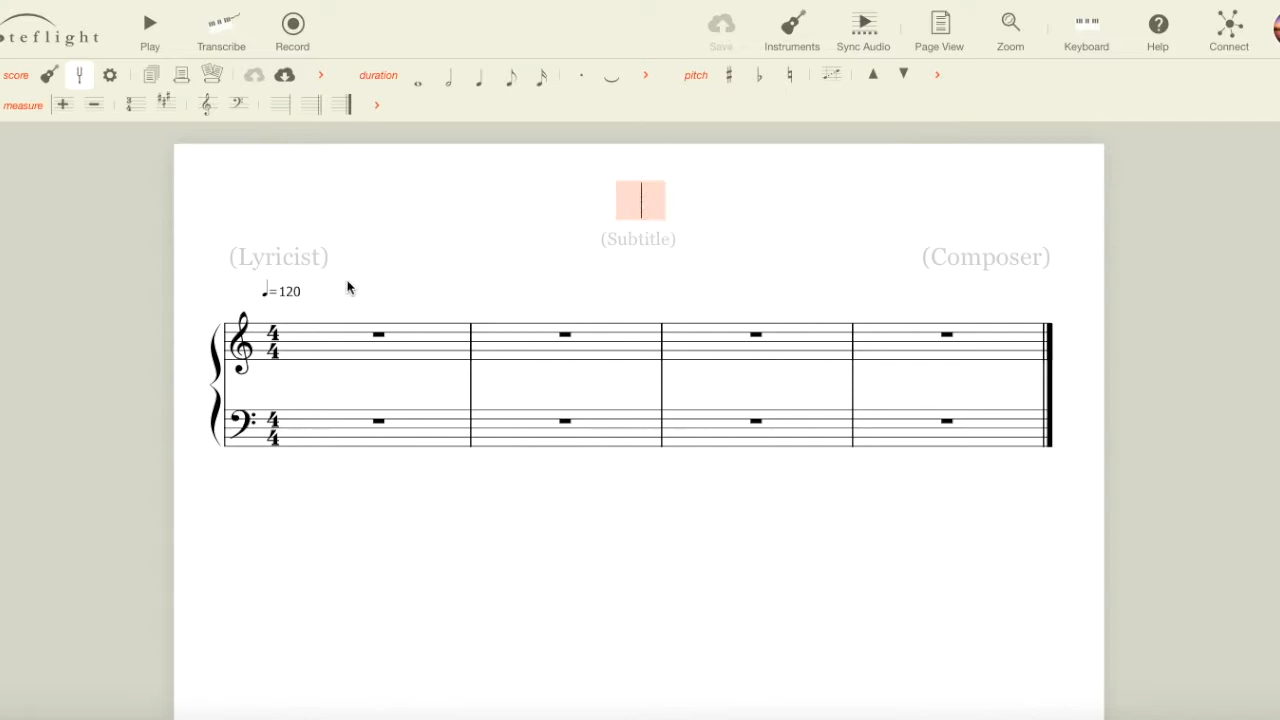 teflight
Play
Transcribe
Record
Save
Instruments
Sync Audio
Page View
Zoom
Keyboard
Help
Connect
score
duration
pitch
measure
(Subtitle)
(Lyricist)
(Composer)
♩=120
4
4
4
4